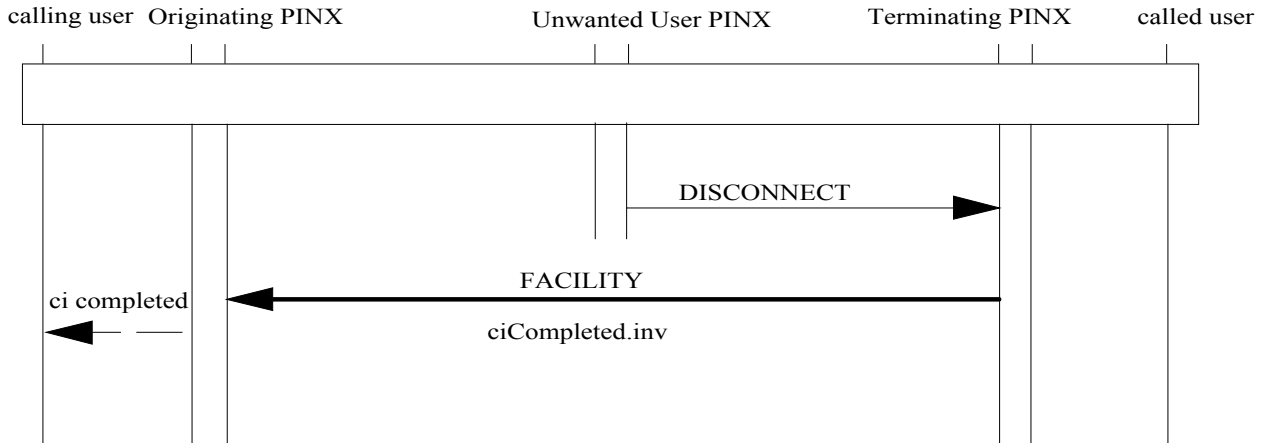 calling user Originating PINX Unwanted User PINX Terminating PINX called user
DISCONNECT
FACILITY
ci completed
ciCompleted.inv